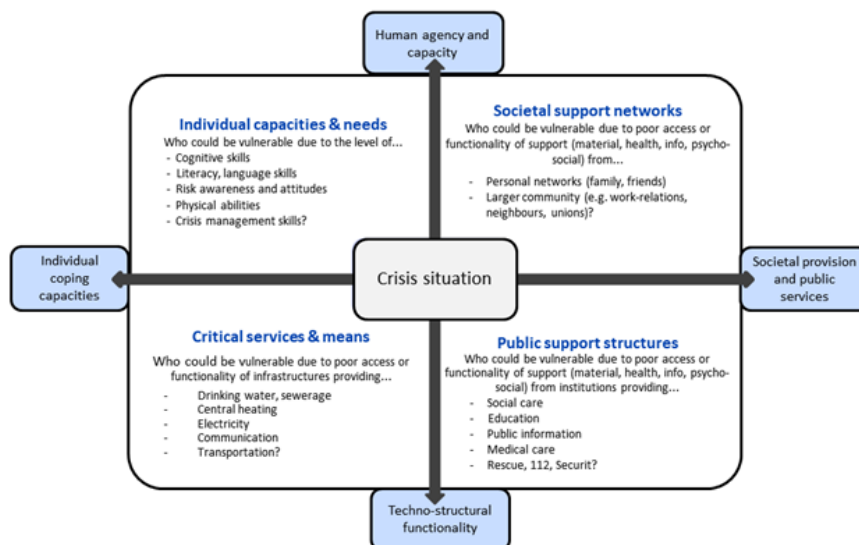 Human agency and
capacity
Individual capacities & needs
Who could be vulnerable due to the level of...
- Cognitive skills
- Literacy, language skills
- Risk awareness and attitudes
- Physical abilities
- Crisis management skills?
Societal support networks
Who could be vulnerable due to poor access or
functionality of support (material, health, info, psycho-
social) from...
- Personal networks (family, friends)
- Larger community (e.g. work-relations,
neighbours, unions)?
Individual
coping
capacities
Crisis situation
Societal provision
and public
services
Critical services & means
Who could be vulnerable due to poor access or
functionality of infrastructures providing...
- Drinking water, sewerage
- Central heating
- Electricity
- Communication
- Transportation?
Public support structures
Who could be vulnerable due to poor access or
functionality of support (material, health, info, psycho-
social) from institutions providing...
- Social care
- Education
- Public information
- Medical care
- Rescue, 112, Securit?
Techno-structural
functionality